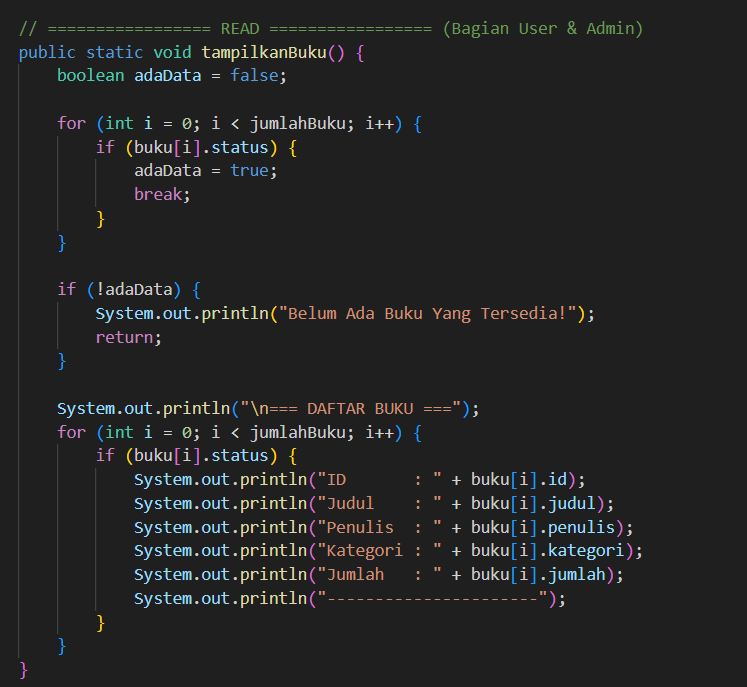 // ================= READ ================= (Bagian User & Admin)
public static void tampilkanBuku() {
    boolean adaData = false;

    for (int i = 0; i < jumlahBuku; i++) {
        if (buku[i].status) {
            adaData = true;
            break;
        }
    }

    if (!adaData) {
        System.out.println("Belum Ada Buku Yang Tersedia!");
        return;
    }

    System.out.println("\n=== DAFTAR BUKU ===");
    for (int i = 0; i < jumlahBuku; i++) {
        if (buku[i].status) {
            System.out.println("ID       : " + buku[i].id);
            System.out.println("Judul    : " + buku[i].judul);
            System.out.println("Penulis  : " + buku[i].penulis);
            System.out.println("Kategori : " + buku[i].kategori);
            System.out.println("Jumlah   : " + buku[i].jumlah);
            System.out.println("----------------------");
        }
    }
}